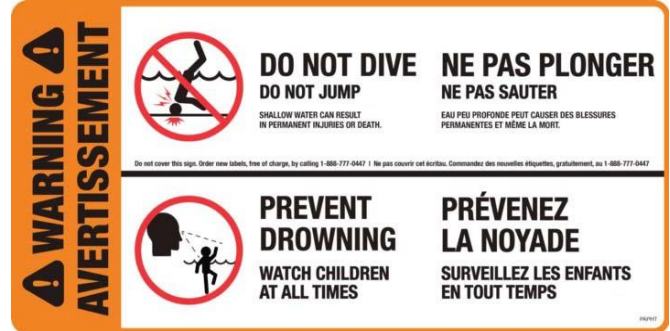 WARNING
AVERTISSEMENT
DO NOT DIVE
DO NOT JUMP
SHALLOW WATER CAN RESULT
IN PERMANENT INJURIES OR DEATH.
NE PAS PLONGER
NE PAS SAUTER
EAU PEU PROFONDE PEUT CAUSER DES BLESSURES
PERMANENTES ET MÊME LA MORT.
Do not cover this sign. Order new labels, free of charge, by calling 1-888-777-0447 | Ne pas couvrir cet écritau. Commandez des nouvelles étiquettes, gratuitement, au 1-888-777-0447
PREVENT
DROWNING
WATCH CHILDREN
AT ALL TIMES
PRÉVENEZ
LA NOYADE
SURVEILLEZ LES ENFANTS
EN TOUT TEMPS